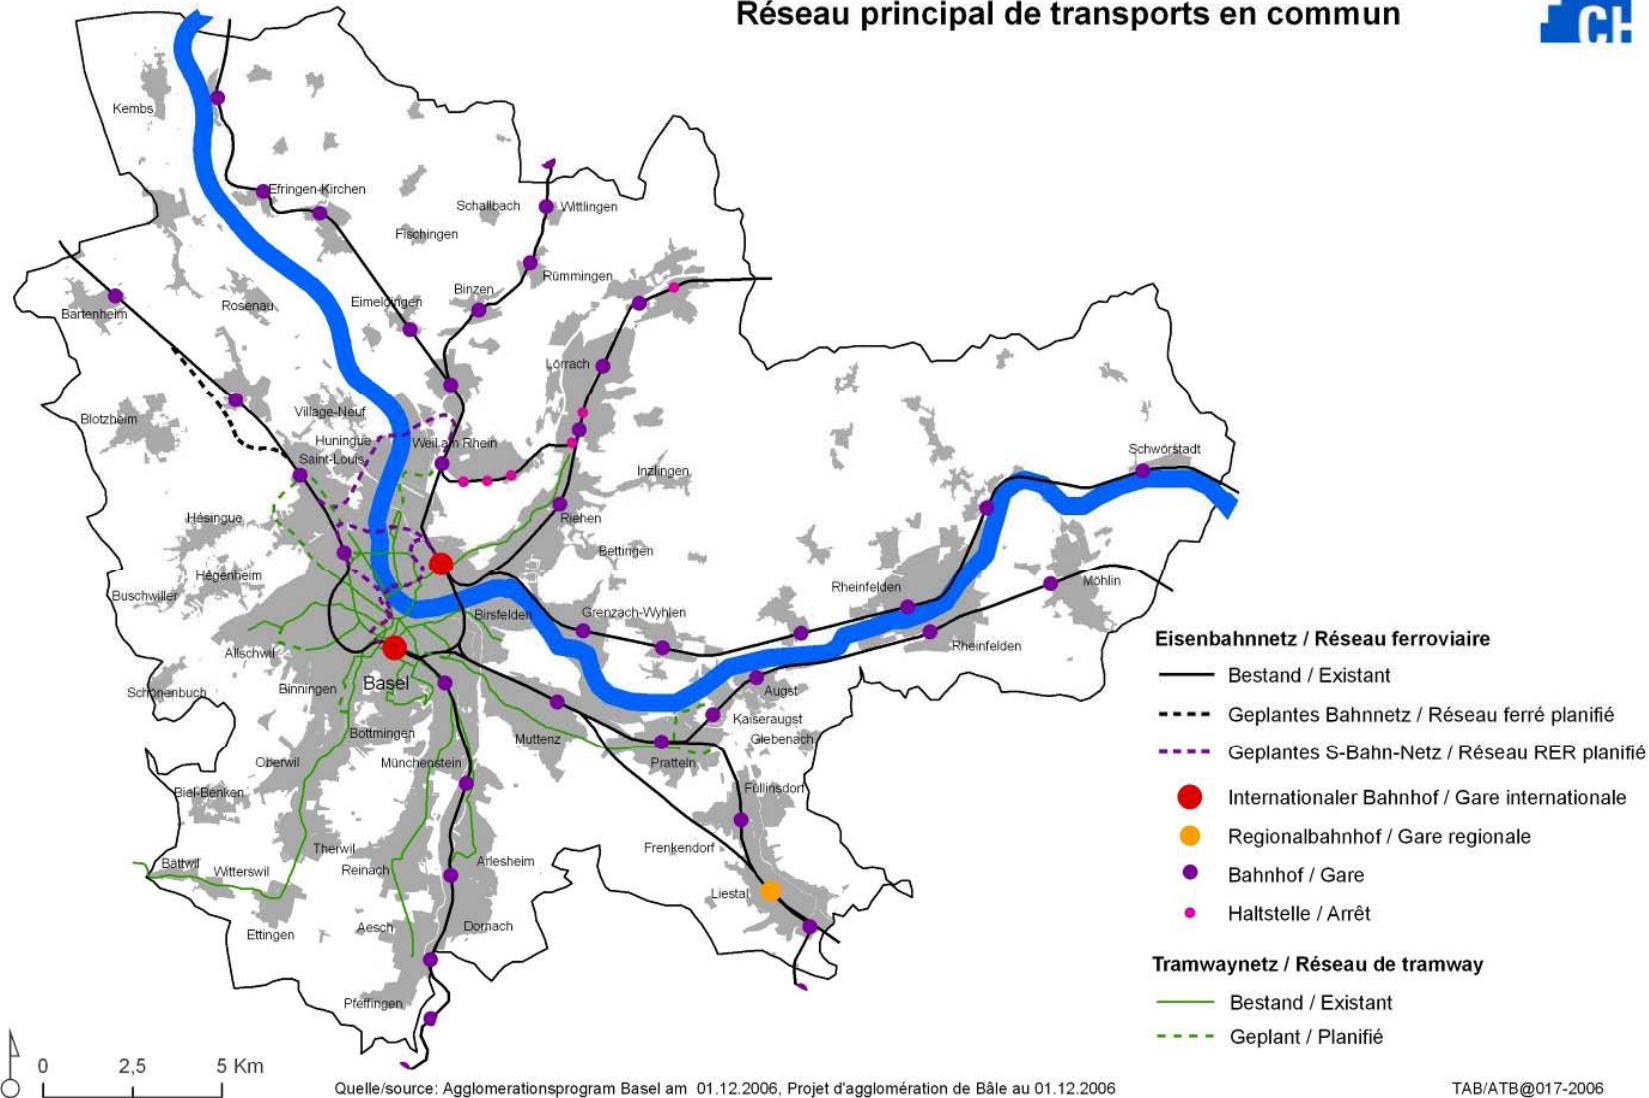 Réseau principal de transports en commun
Kembs
Efringen-Kirchen
Schallbach
Wittlingen
Fischingen
Rümmingen
Binzen
Eimeldingen
Rosenau
Bartenheim
Lörrach
Blotzheim
Village-Neuf
Huningue
Weil am Rhein
Saint-Louis
Inzlingen
Schwörstadt
Hésingue
Riehen
Bettingen
Hégenheim
Buschwiller
Rheinfelden
Möhlin
Birsfelden
Grenzach-Wyhlen
Rheinfelden
Allschwil
Schönenbuch
Binningen
Basel
Augst
Kaiseraugst
Giebenach
Bottmingen
Muttenz
Oberwil
Münchenstein
Pratteln
Biel-Benken
Füllinsdorf
Therwil
Frenkendorf
Bättwil
Witterswil
Reinach
Arlesheim
Liestal
Ettingen
Aesch
Dornach
Pfeffingen
Eisenbahnnetz / Réseau ferroviaire
Bestand / Existant
Geplantes Bahnnetz / Réseau ferré planifié
Geplantes S-Bahn-Netz / Réseau RER planifié
Internationaler Bahnhof / Gare internationale
Regionalbahnhof / Gare regionale
Bahnhof / Gare
Haltstelle / Arrêt
Tramwaynetz / Réseau de tramway
Bestand / Existant
Geplant / Planifié
0 2,5 5 Km
Quelle/source: Agglomerationsprogram Basel am 01.12.2006, Projet d'agglomération de Bâle au 01.12.2006
TAB/ATB@017-2006